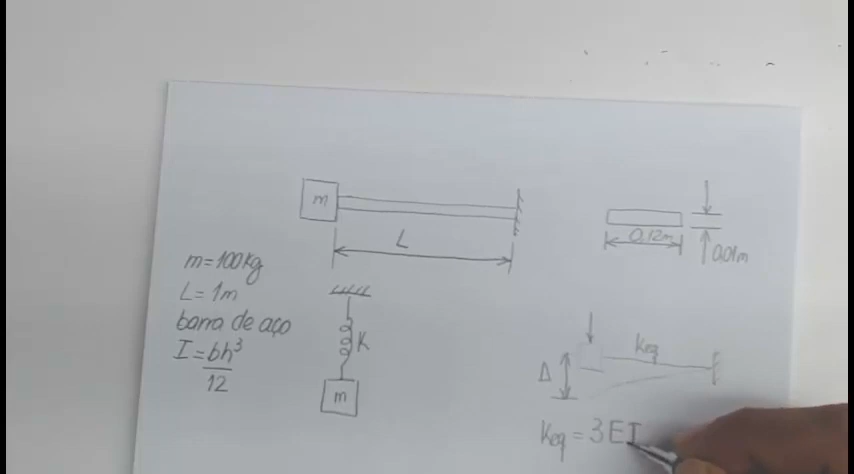 m
L
0,12m
0,01m
m=100kg
L=1m
barra de aço
I=bh³
12
K
m
Keq
Δ
Keq = 3EI